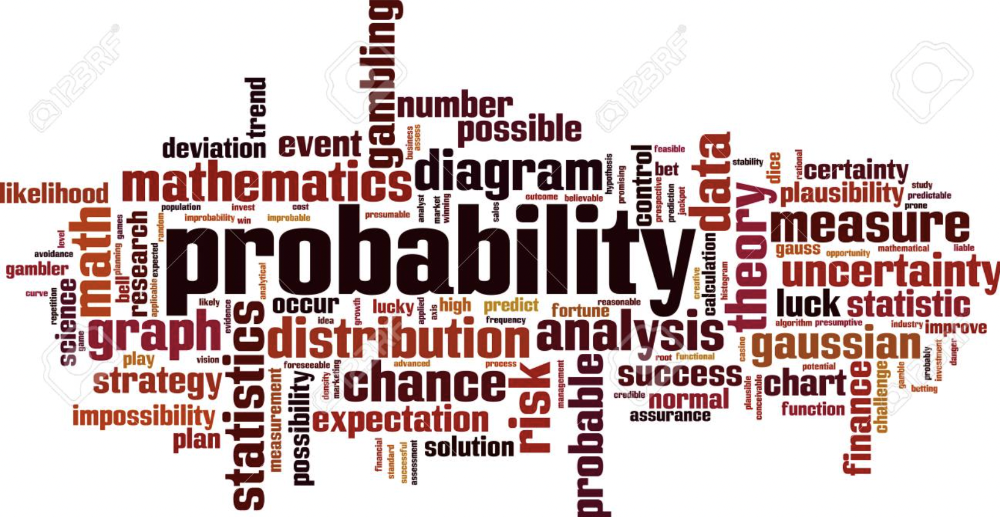 gambling
trend
number
possible
business
assess
deviation
event
mathematics
diagram
hypothesis
promising
control
feasible
bet
data
stability
dice
rational
certainty
likelihood
plausibility
study
predictable
prone
population
invest
cost
improbability
win
improbable
presumable
analyst
market
winning
sales
outcome
believable
prospective
prediction
jackpot
theory
measure
math
games
planning
research
random
expected
probability
level
avoidance
gambler
curve
repetition
science
game
bell
applicable
analytical
creative
calculation
histogram
gauss
opportunity
mathematical
liable
uncertainty
likely
evidence
occur
idea
growth
lucky
applied
axis
high
predict
frequency
fortune
reasonable
luck
statistic
algorithm
presumptive
industry
improve
graph
statistics
distribution
analysis
gaussian
casino
play
vision
foreseeable
advanced
process
root
functional
potential
strategy
measurement
possibility
density
marketing
chance
risk
management
probable
success
credible
normal
assurance
plausible
conceivable
chart
function
finance
challenge
gamble
betting
probably
investment
danger
impossibility
plan
expectation
solution
financial
standard
successful
assessment
123RF
123RF
123RF
123RF
123RF